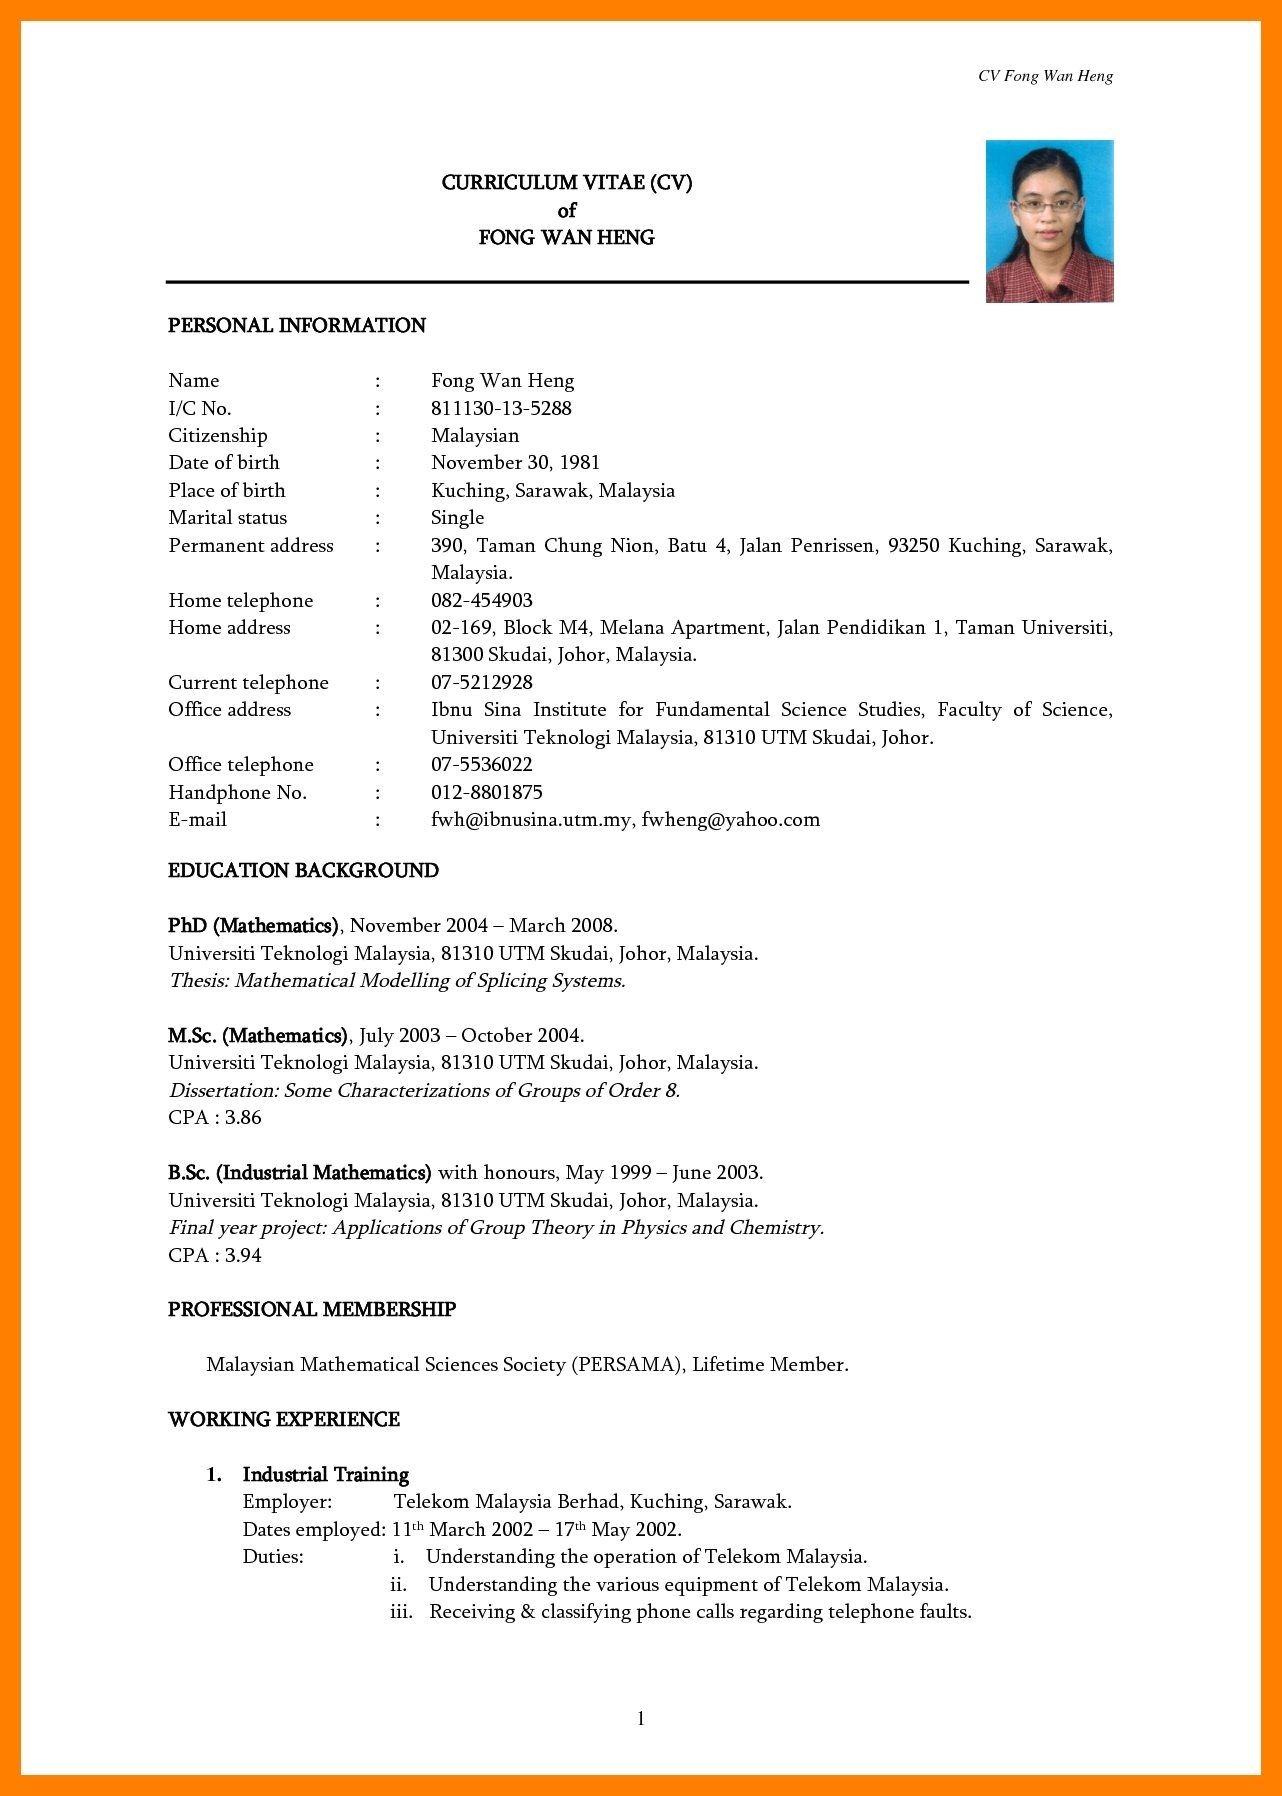 CV Fong Wan Heng
CURRICULUM VITAE (CV)
of
FONG WAN HENG
PERSONAL INFORMATION
Name : Fong Wan Heng
I/C No. : 811130-13-5288
Citizenship : Malaysian
Date of birth : November 30, 1981
Place of birth : Kuching, Sarawak, Malaysia
Marital status : Single
Permanent address : 390, Taman Chung Nion, Batu 4, Jalan Penrissen, 93250 Kuching, Sarawak,
Malaysia.
Home telephone : 082-454903
Home address : 02-169, Block M4, Melana Apartment, Jalan Pendidikan 1, Taman Universiti,
81300 Skudai, Johor, Malaysia.
Current telephone : 07-5212928
Office address : Ibnu Sina Institute for Fundamental Science Studies, Faculty of Science,
Universiti Teknologi Malaysia, 81310 UTM Skudai, Johor.
Office telephone : 07-5536022
Handphone No. : 012-8801875
E-mail : fwh@ibnusina.utm.my, fwheng@yahoo.com
EDUCATION BACKGROUND
PhD (Mathematics), November 2004 – March 2008.
Universiti Teknologi Malaysia, 81310 UTM Skudai, Johor, Malaysia.
Thesis: Mathematical Modelling of Splicing Systems.
M.Sc. (Mathematics), July 2003 – October 2004.
Universiti Teknologi Malaysia, 81310 UTM Skudai, Johor, Malaysia.
Dissertation: Some Characterizations of Groups of Order 8.
CPA : 3.86
B.Sc. (Industrial Mathematics) with honours, May 1999 – June 2003.
Universiti Teknologi Malaysia, 81310 UTM Skudai, Johor, Malaysia.
Final year project: Applications of Group Theory in Physics and Chemistry.
CPA : 3.94
PROFESSIONAL MEMBERSHIP
Malaysian Mathematical Sciences Society (PERSAMA), Lifetime Member.
WORKING EXPERIENCE
1. Industrial Training
Employer: Telekom Malaysia Berhad, Kuching, Sarawak.
Dates employed: 11th March 2002 – 17th May 2002.
Duties: i. Understanding the operation of Telekom Malaysia.
ii. Understanding the various equipment of Telekom Malaysia.
iii. Receiving & classifying phone calls regarding telephone faults.
1